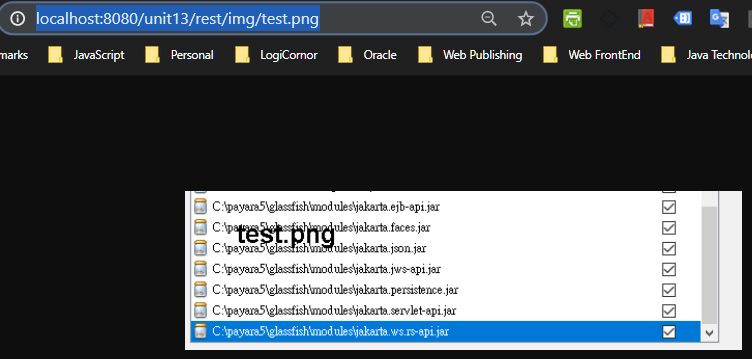 localhost:8080/unit13/rest/img/test.png
marks JavaScript Personal LogiCornor Oracle Web Publishing Web FrontEnd Java Technol
C:\payara5\glassfish\modules\jakarta.ejb-api.jar
C:\payara5\glassfish\modules\jakarta.faces.jar
test.png
C:\payara5\glassfish\modules\jakarta.json.jar
C:\payara5\glassfish\modules\jakarta.jws-api.jar
C:\payara5\glassfish\modules\jakarta.persistence.jar
C:\payara5\glassfish\modules\jakarta.servlet-api.jar
C:\payara5\glassfish\modules\jakarta.ws.rs-api.jar